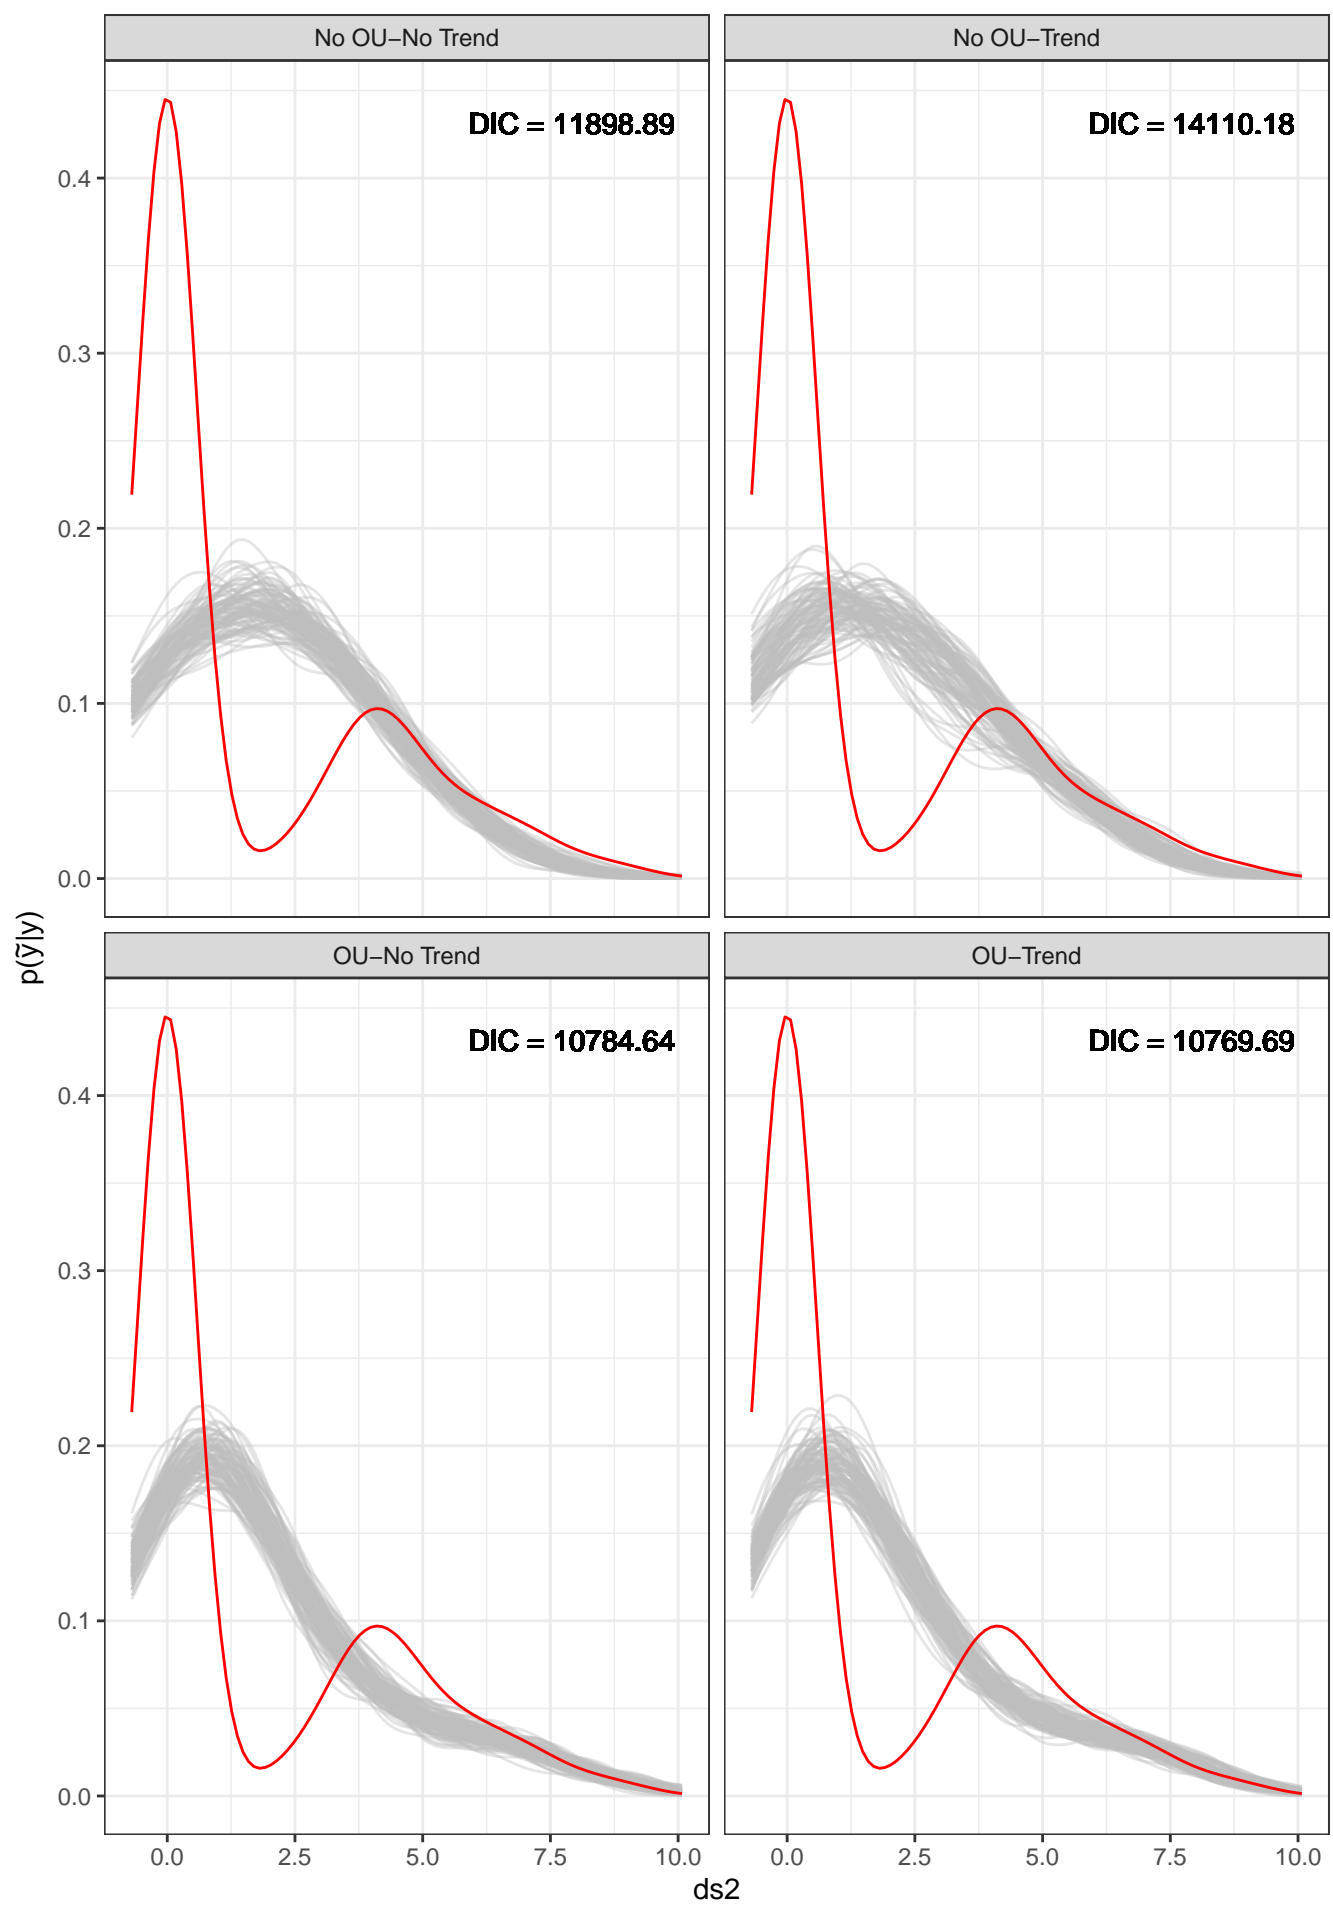 No OU−No Trend
No OU−Trend
DIC = 11898.89
DIC = 14110.18
0.4
0.3
0.2
0.1
0.0
p(ỹ|y)
OU−No Trend
OU−Trend
DIC = 10784.64
DIC = 10769.69
0.4
0.3
0.2
0.1
0.0
0.0 2.5 5.0 7.5 10.0
0.0 2.5 5.0 7.5 10.0
ds2